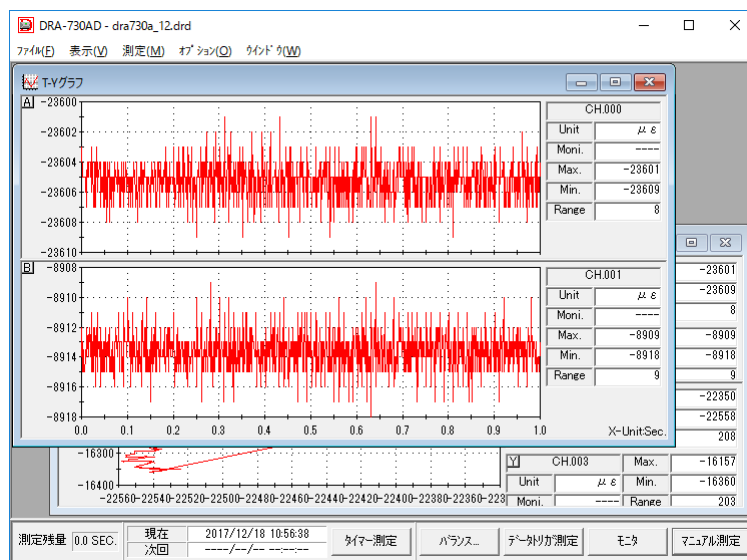 DRA-730AD - dra730a_12.drd
ファイル(F) 表示(V) 測定(M) オプション(O) ウインドウ(W)
T-Yグラフ
A
-23600
-23602
-23604
-23606
-23608
-23610
CH.000
Unit μ ε
Moni. ----
Max. -23601
Min. -23609
Range 8
B
-8908
-8910
-8912
-8914
-8916
-8918
0.0 0.1 0.2 0.3 0.4 0.5 0.6 0.7 0.8 0.9 1.0
X-Unit:Sec.
CH.001
Unit μ ε
Moni. ----
Max. -8909
Min. -8918
Range 9
-23601
-23609
8
-8909
-8918
9
-22350
-22558
208
-16300
-16400
-22560 -22540 -22520 -22500 -22480 -22460 -22440 -22420 -22400 -22380 -22360 -223
Y CH.003 Max. -16157
Unit μ ε Min. -16360
Moni. ---- Range 203
測定残量 0.0 SEC. 現在 2017/12/18 10:56:38
次回 ----/--/-- --:--:--
タイマー測定 バランス... データトリガ測定 モニタ マニュアル測定